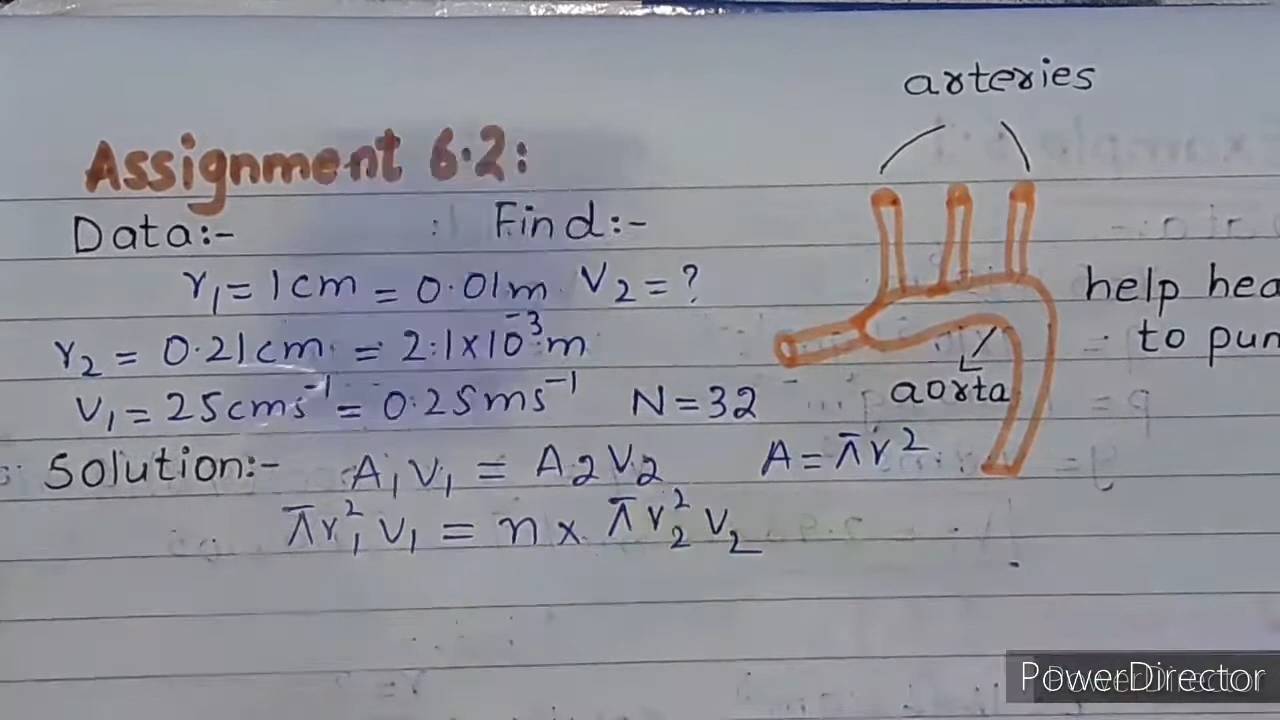 arteries
Assignment 6.2:
Data:- Find:-
r₁ = 1cm = 0.01m V₂ = ?
help hea
r₂ = 0.21cm = 2.1×10⁻³m
to pun
V₁ = 25cms⁻¹ = 0.25ms⁻¹ N = 32
aorta
Solution:- A₁V₁ = A₂V₂ A = πr²
πr₁²V₁ = n × πr₂²V₂
PowerDirector